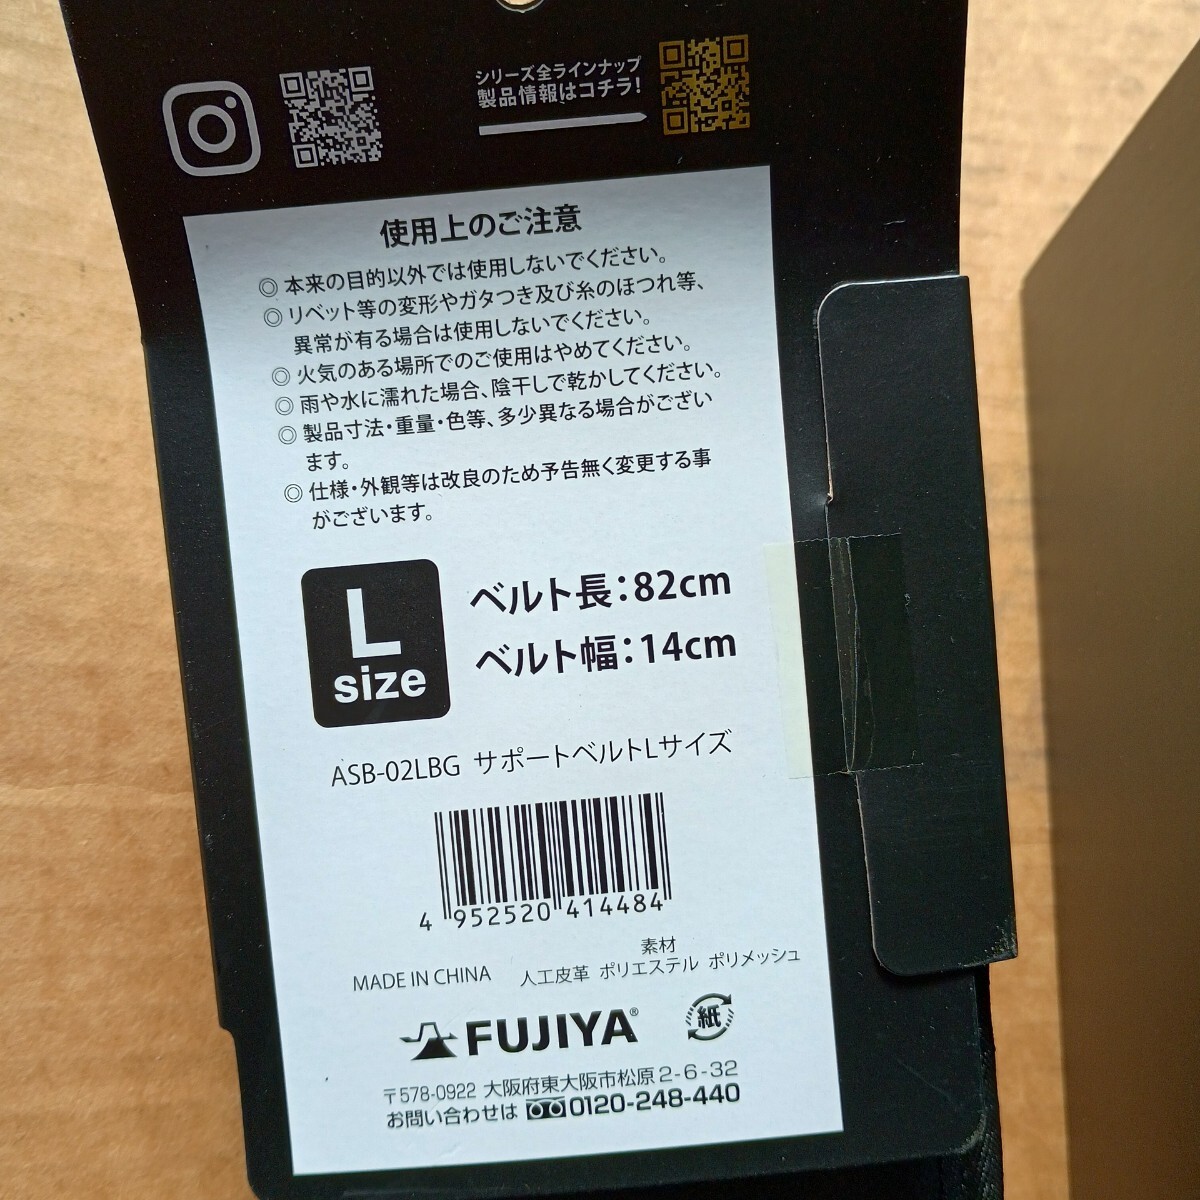 シリーズ全ラインナップ
製品情報はコチラ!
使用上のご注意
◎ 本来の目的以外では使用しないでください。
◎ リベット等の変形やガタつき及び糸のほつれ等、
異常が有る場合は使用しないでください。
◎ 火気のある場所でのご使用はやめてください。
◎ 雨や水に濡れた場合、陰干しで乾かしてください。
◎ 製品寸法・重量・色等、多少異なる場合がござい
ます。
◎ 仕様・外観等は改良のため予告無く変更する事
がございます。
L
size
ベルト長:82cm
ベルト幅:14cm
ASB-02LBG サポートベルトLサイズ
4 952520 414484
素材
MADE IN CHINA 人工皮革 ポリエステル ポリメッシュ
FUJIYA® 紙
〒578-0922 大阪府東大阪市松原2-6-32
お問い合わせは 0120-248-440